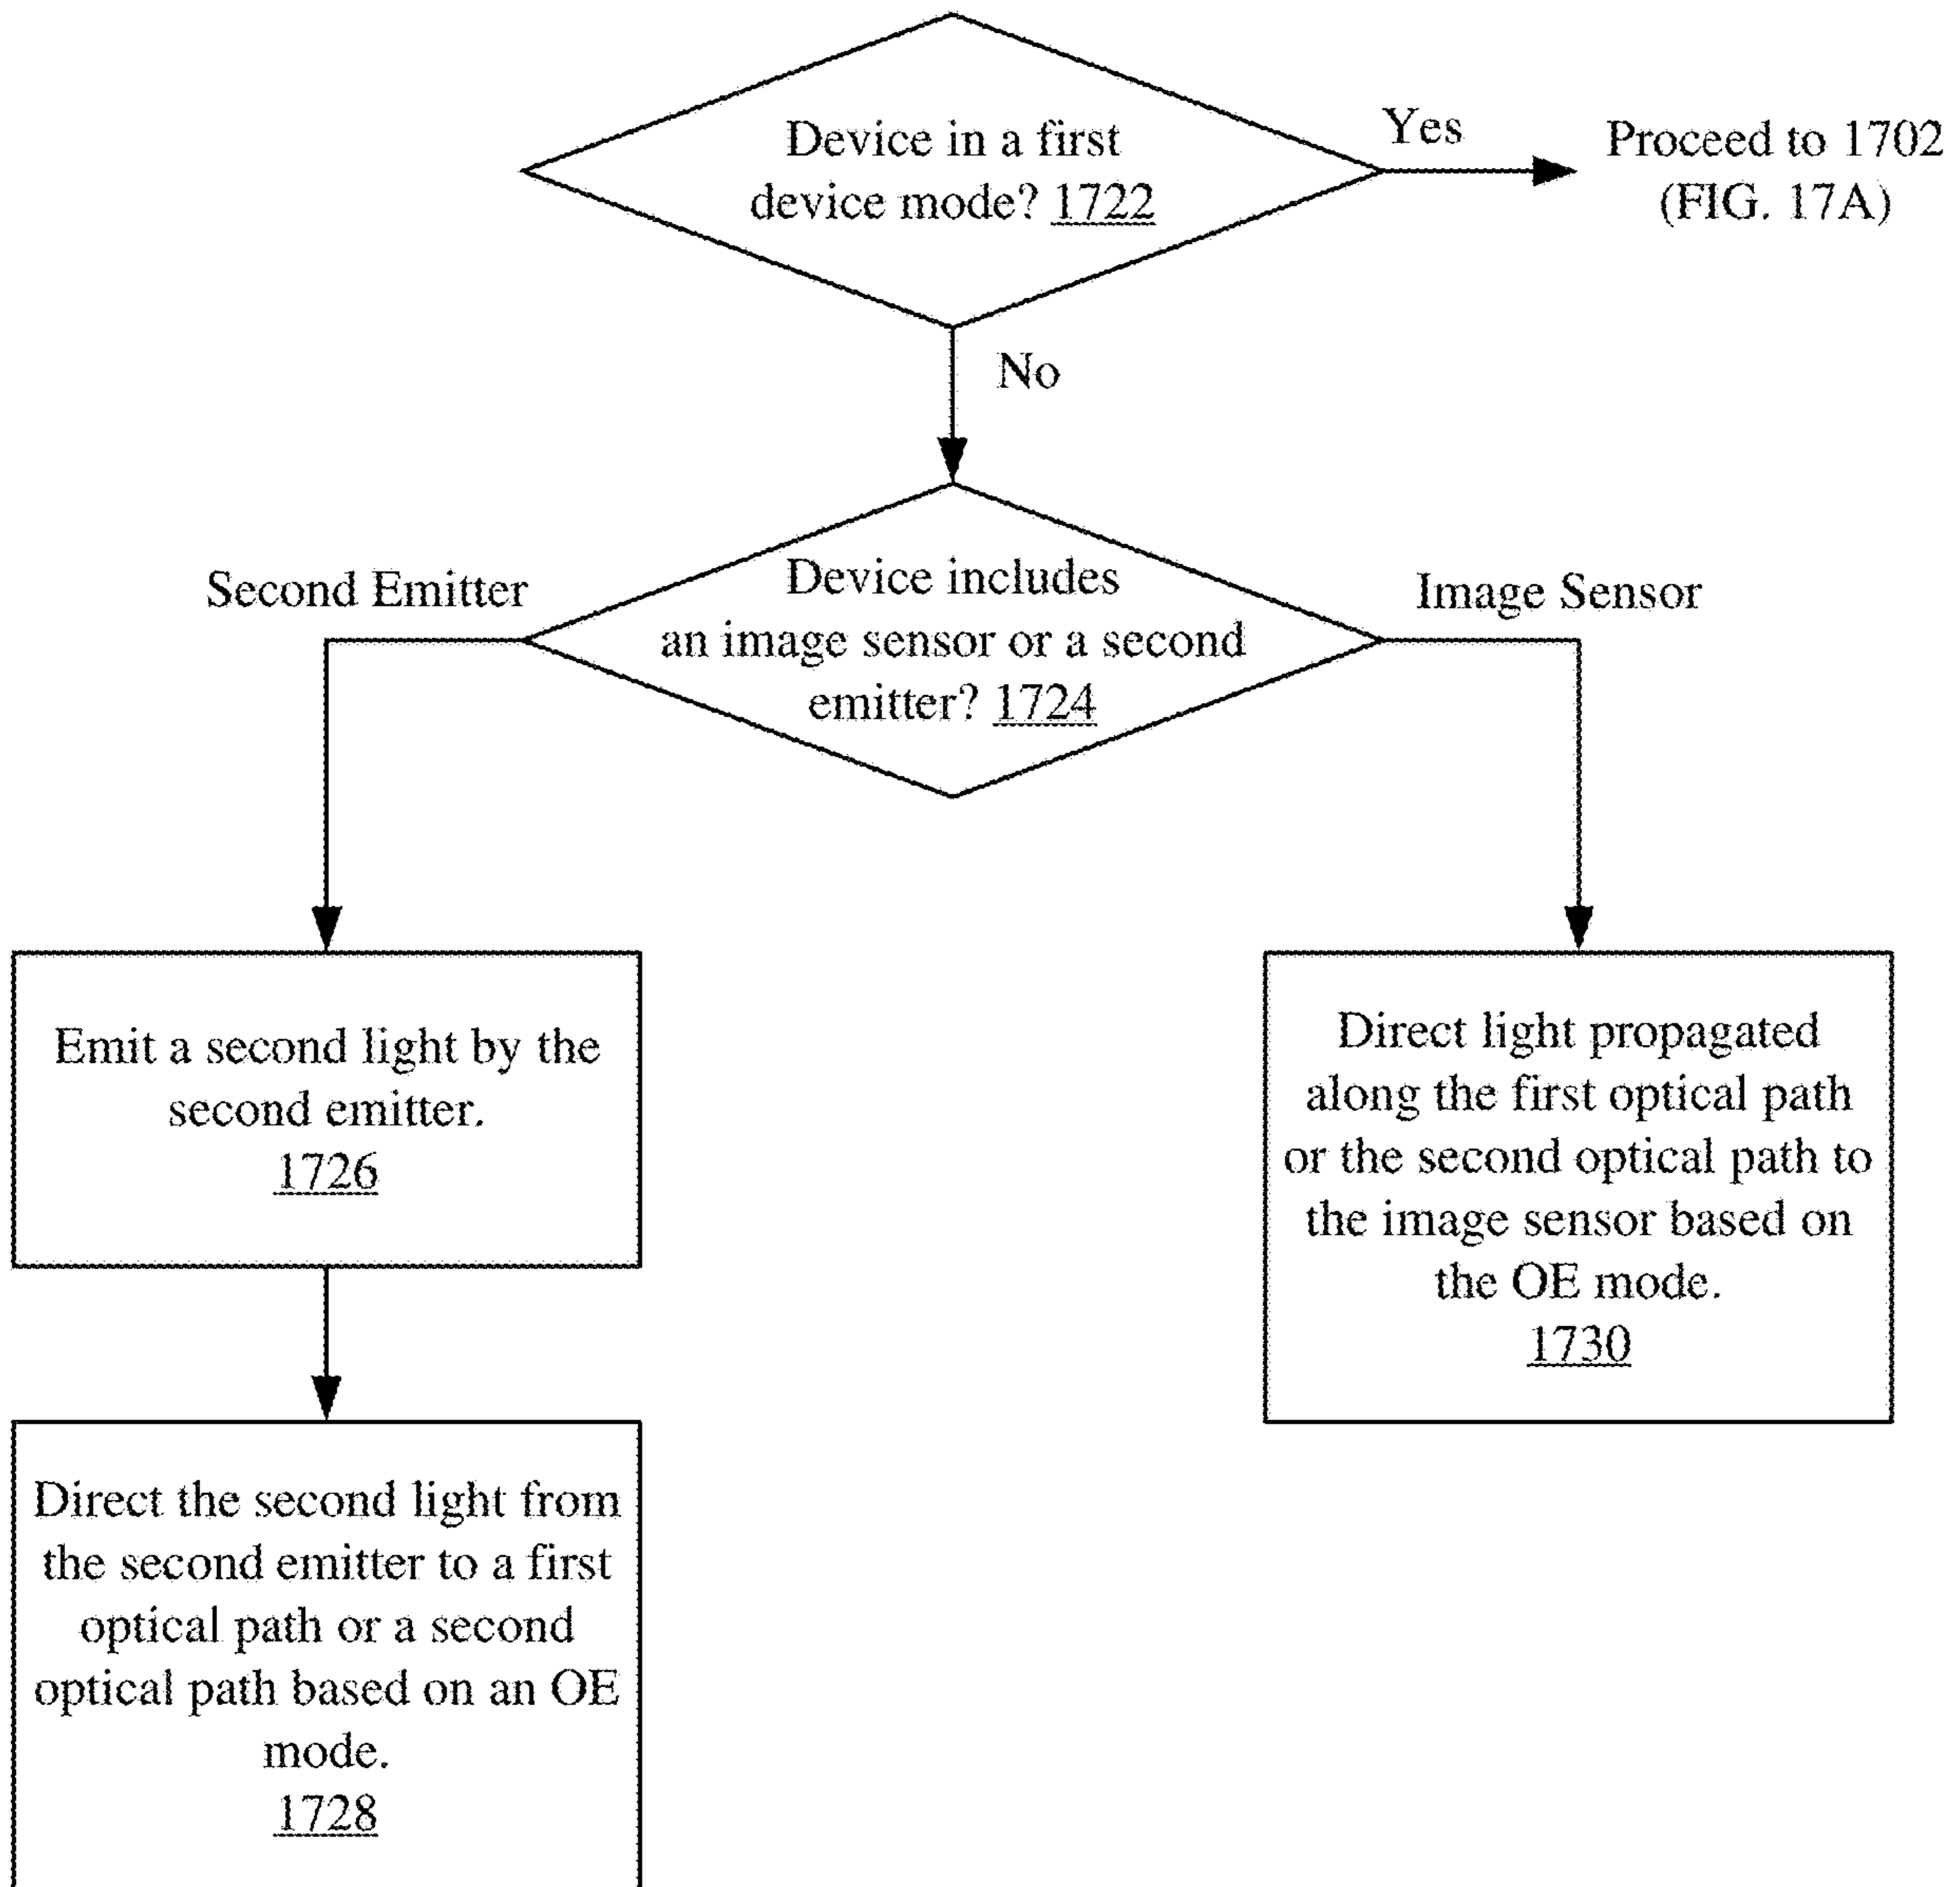 Device in a first
device mode? 1722
Yes
Proceed to 1702
(FIG. 17A)
No
Second Emitter
Device includes
an image sensor or a second
emitter? 1724
Image Sensor
Emit a second light by the
second emitter.
1726
Direct light propagated
along the first optical path
or the second optical path to
the image sensor based on
the OE mode.
1730
Direct the second light from
the second emitter to a first
optical path or a second
optical path based on an OE
mode.
1728